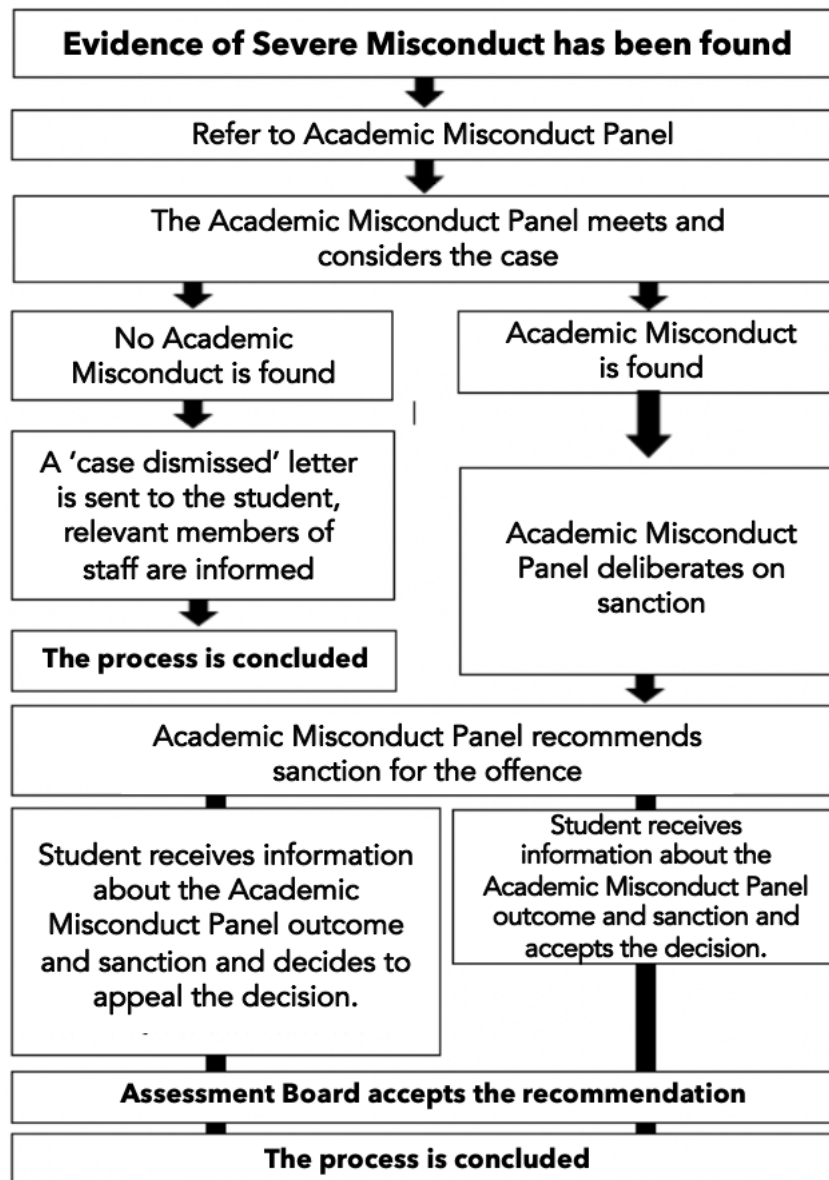 Evidence of Severe Misconduct has been found
Refer to Academic Misconduct Panel
The Academic Misconduct Panel meets and
considers the case
No Academic
Misconduct is found
A ‘case dismissed’ letter
is sent to the student,
relevant members of
staff are informed
The process is concluded
Academic Misconduct
is found
Academic Misconduct
Panel deliberates on
sanction
Academic Misconduct Panel recommends
sanction for the offence
Student receives information
about the Academic
Misconduct Panel outcome
and sanction and decides to
appeal the decision.
Student receives
information about the
Academic Misconduct Panel
outcome and sanction and
accepts the decision.
Assessment Board accepts the recommendation
The process is concluded